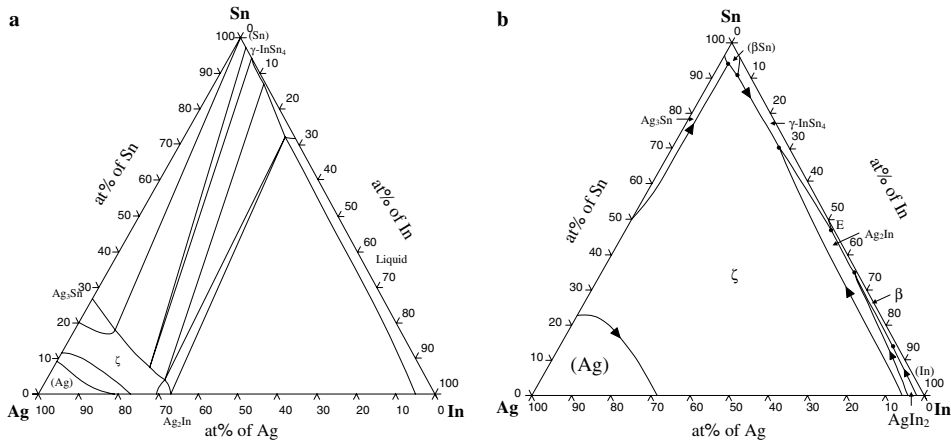 a
Sn
0
100
(Sn)
γ-InSn4
10
90
20
80
30
70
40
60
50
50
60
40
70
30
80
20
90
10
100
0
at% of Sn
at% of In
Liquid
Ag3Sn
ζ
(Ag)
Ag
100
90
80
70
60
50
40
30
20
10
0
In
Ag2In
at% of Ag
b
Sn
0
100
(βSn)
10
90
20
80
Ag3Sn
γ-InSn4
30
70
40
60
50
50
E
60
40
70
30
80
20
90
10
100
0
at% of Sn
at% of In
Ag2In
ζ
β
(Ag)
(In)
Ag
100
90
80
70
60
50
40
30
20
10
0
In
at% of Ag
AgIn2